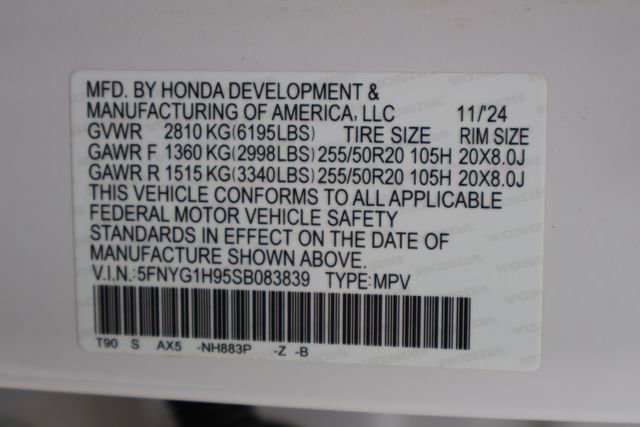 MFD. BY HONDA DEVELOPMENT &
MANUFACTURING OF AMERICA, LLC 11/'24
GVWR 2810 KG(6195LBS) TIRE SIZE RIM SIZE
GAWR F 1360 KG(2998LBS) 255/50R20 105H 20X8.0J
GAWR R 1515 KG(3340LBS) 255/50R20 105H 20X8.0J
THIS VEHICLE CONFORMS TO ALL APPLICABLE
FEDERAL MOTOR VEHICLE SAFETY
STANDARDS IN EFFECT ON THE DATE OF
MANUFACTURE SHOWN ABOVE.
V.I.N.:5FNYG1H95SB083839 TYPE:MPV
T90 S AX5 -NH883P -Z -B